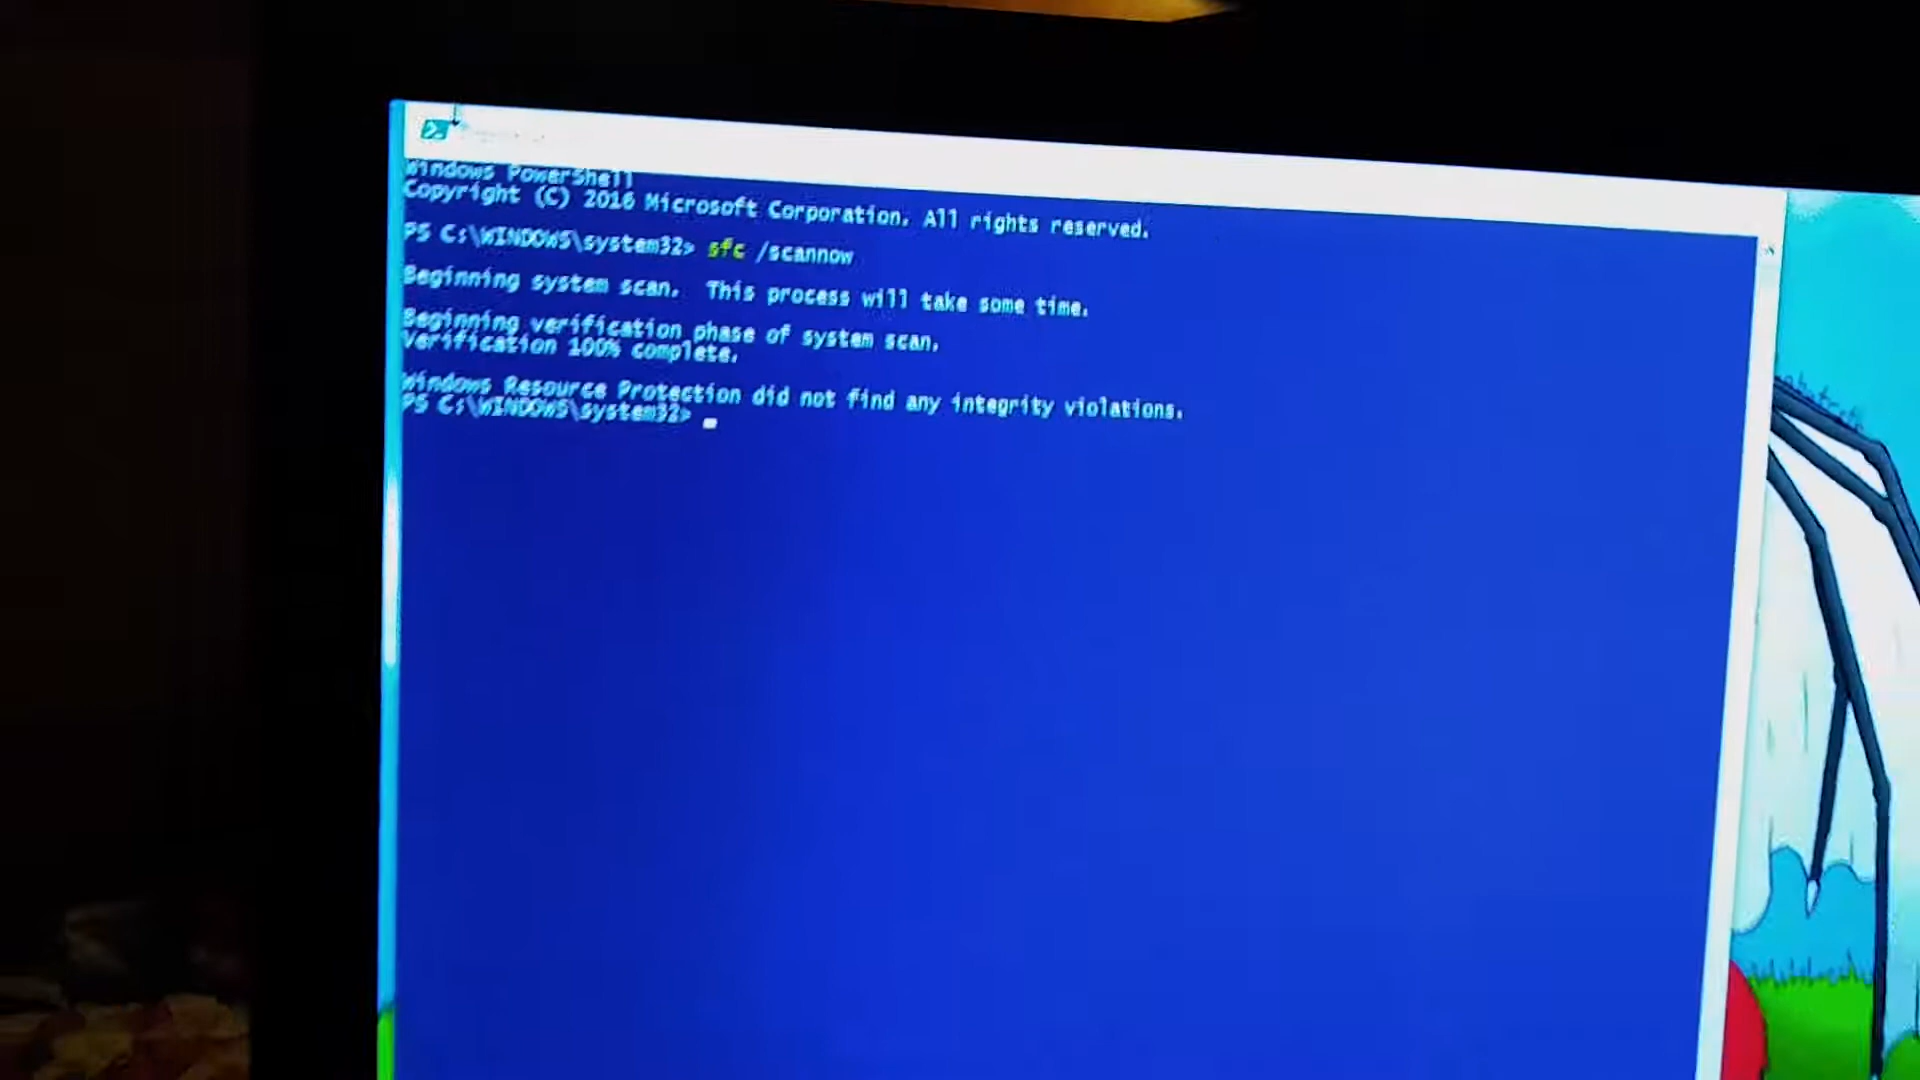 Windows PowerShell
Copyright (C) 2016 Microsoft Corporation. All rights reserved.
PS C:\WINDOWS\system32> sfc /scannow
Beginning system scan.  This process will take some time.
Beginning verification phase of system scan.
Verification 100% complete.
Windows Resource Protection did not find any integrity violations.
PS C:\WINDOWS\system32>